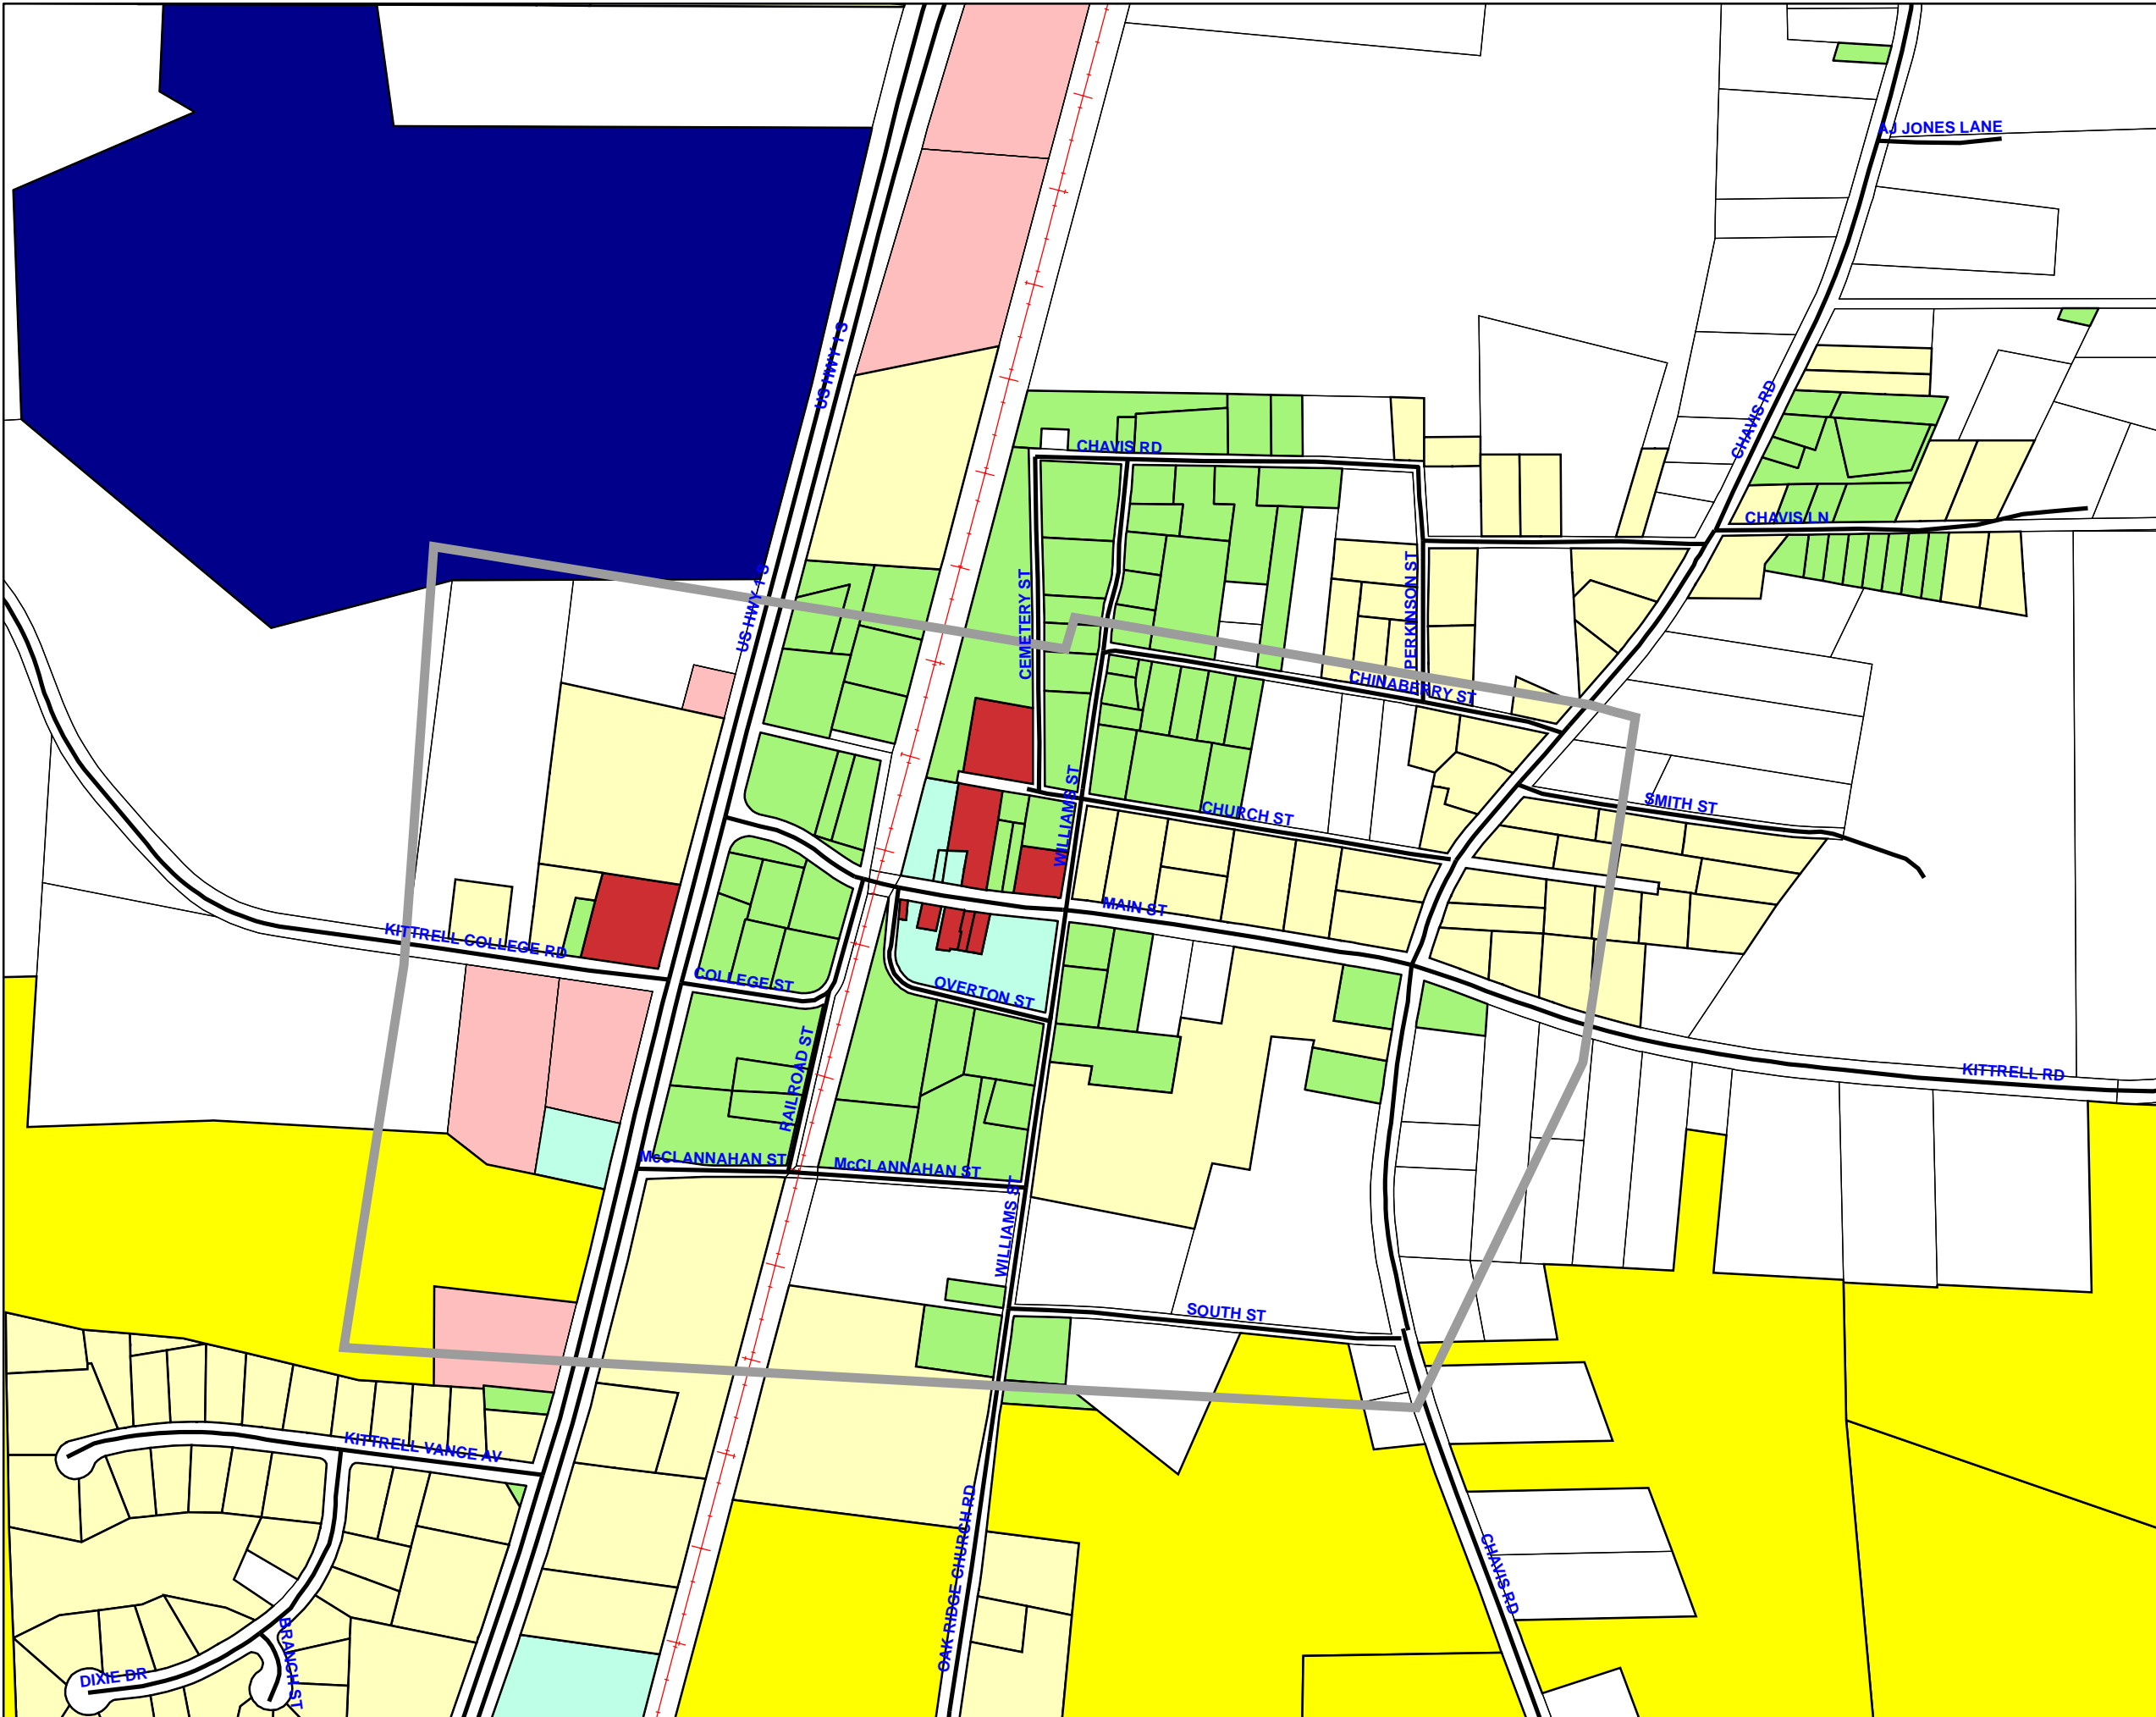 AJ JONES LANE
US HWY 1 S
CHAVIS RD
CHAVIS RD
CHAVIS LN
US HWY 1 S
CEMETERY ST
PERKINSON ST
CHINABERRY ST
WILLIAMS ST
CHURCH ST
SMITH ST
MAIN ST
KITTRELL COLLEGE RD
COLLEGE ST
OVERTON ST
RAILROAD ST
KITTRELL RD
McCLANNAHAN ST
McCLANNAHAN ST
WILLIAMS ST
SOUTH ST
KITTRELL VANCE AV
OAK RIDGE CHURCH RD
CHAVIS RD
BRANCH ST
DIXIE DR